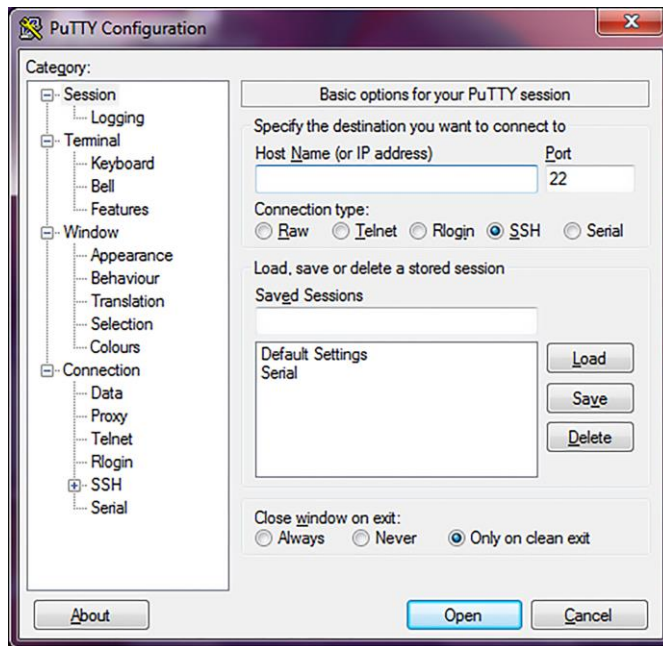 PuTTY Configuration
Category:
Session
Logging
Terminal
Keyboard
Bell
Features
Window
Appearance
Behaviour
Translation
Selection
Colours
Connection
Data
Proxy
Telnet
Rlogin
SSH
Serial
Basic options for your PuTTY session
Specify the destination you want to connect to
Host Name (or IP address) Port
22
Connection type:
Raw Telnet Rlogin SSH Serial
Load, save or delete a stored session
Saved Sessions
Default Settings
Serial
Load
Save
Delete
Close window on exit:
Always Never Only on clean exit
About Open Cancel